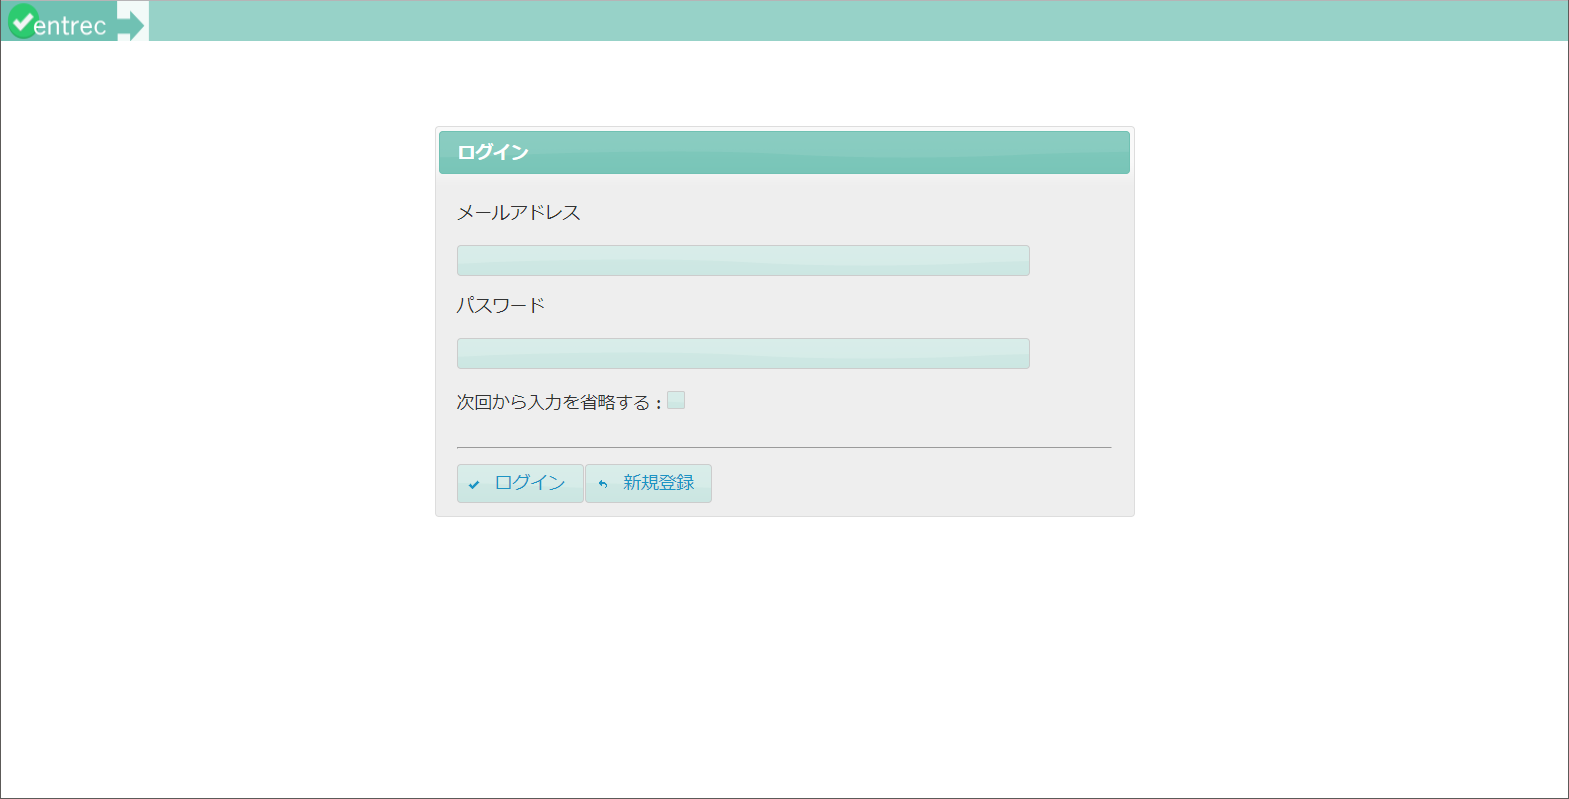 entrec
ログイン
メールアドレス
パスワード
次回から入力を省略する：
ログイン 新規登録